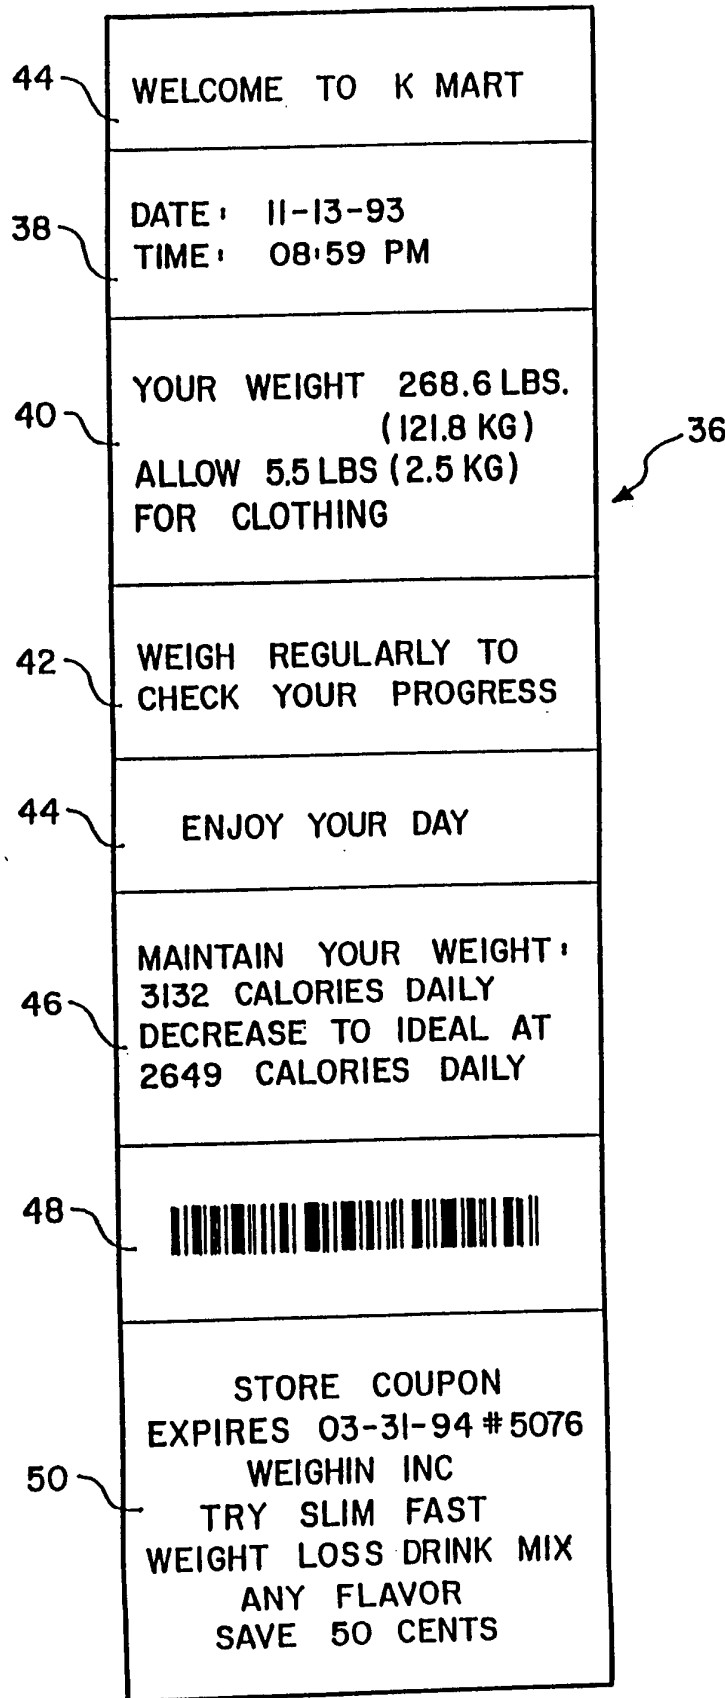 44 WELCOME TO K MART
38 DATE: 11-13-93
TIME: 08:59 PM
40 YOUR WEIGHT 268.6 LBS.
(121.8 KG)
36
ALLOW 5.5 LBS (2.5 KG)
FOR CLOTHING
42 WEIGH REGULARLY TO
CHECK YOUR PROGRESS
44 ENJOY YOUR DAY
46 MAINTAIN YOUR WEIGHT:
3132 CALORIES DAILY
DECREASE TO IDEAL AT
2649 CALORIES DAILY
48
50 STORE COUPON
EXPIRES 03-31-94 #5076
WEIGHIN INC
TRY SLIM FAST
WEIGHT LOSS DRINK MIX
ANY FLAVOR
SAVE 50 CENTS